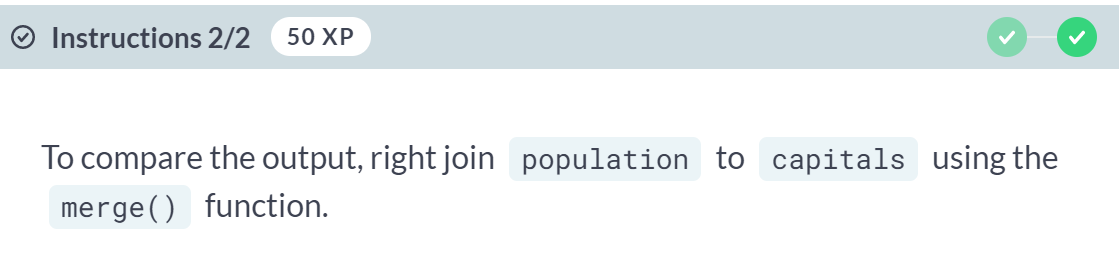 Instructions 2/2 50 XP
To compare the output, right join population to capitals using the
merge() function.